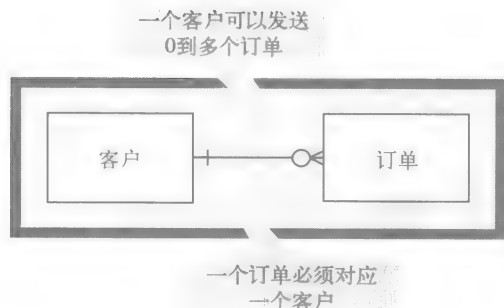 一个客户可以发送
0到多个订单
客户
订单
一个订单必须对应
一个客户